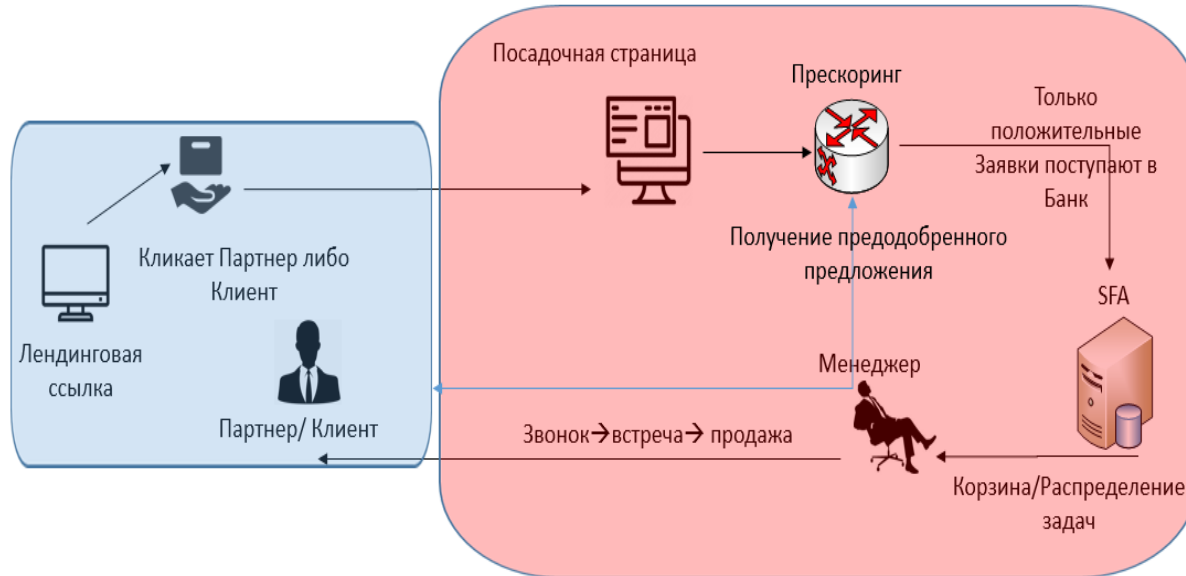 Посадочная страница
Прескоринг
Только
положительные
Заявки поступают в
Банк
Кликает Партнер либо
Клиент
Получение предодобренного
предложения
SFA
Лендинговая
ссылка
Партнер/ Клиент
Менеджер
Звонок→встреча→ продажа
Корзина/Распределение
задач